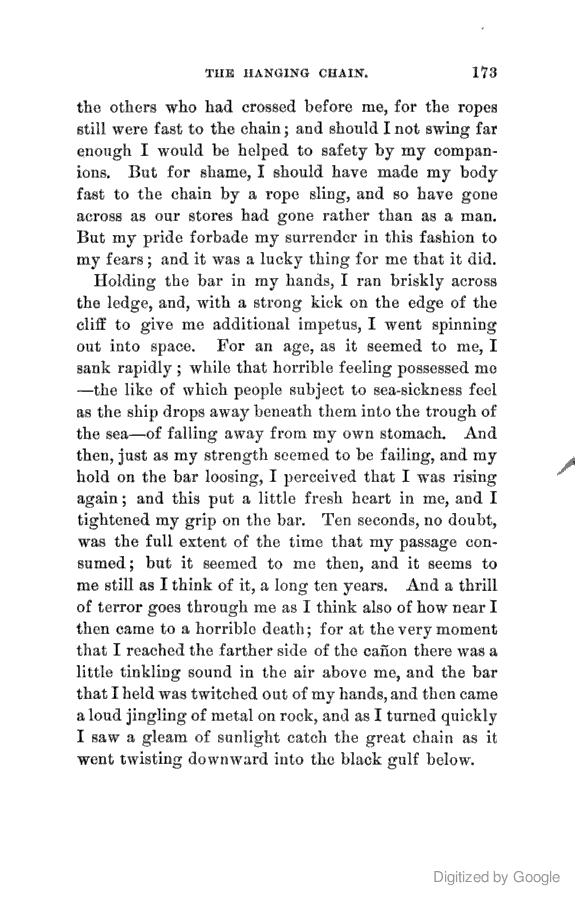 THE HANGING CHAIN. 173
the others who had crossed before me, for the ropes
still were fast to the chain; and should I not swing far
enough I would be helped to safety by my compan-
ions. But for shame, I should have made my body
fast to the chain by a rope sling, and so have gone
across as our stores had gone rather than as a man.
But my pride forbade my surrender in this fashion to
my fears; and it was a lucky thing for me that it did.
Holding the bar in my hands, I ran briskly across
the ledge, and, with a strong kick on the edge of the
cliff to give me additional impetus, I went spinning
out into space. For an age, as it seemed to me, I
sank rapidly; while that horrible feeling possessed me
—the like of which people subject to sea-sickness feel
as the ship drops away beneath them into the trough of
the sea—of falling away from my own stomach. And
then, just as my strength seemed to be failing, and my
hold on the bar loosing, I perceived that I was rising
again; and this put a little fresh heart in me, and I
tightened my grip on the bar. Ten seconds, no doubt,
was the full extent of the time that my passage con-
sumed; but it seemed to me then, and it seems to
me still as I think of it, a long ten years. And a thrill
of terror goes through me as I think also of how near I
then came to a horrible death; for at the very moment
that I reached the farther side of the cañon there was a
little tinkling sound in the air above me, and the bar
that I held was twitched out of my hands, and then came
a loud jingling of metal on rock, and as I turned quickly
I saw a gleam of sunlight catch the great chain as it
went twisting downward into the black gulf below.
Digitized by Google